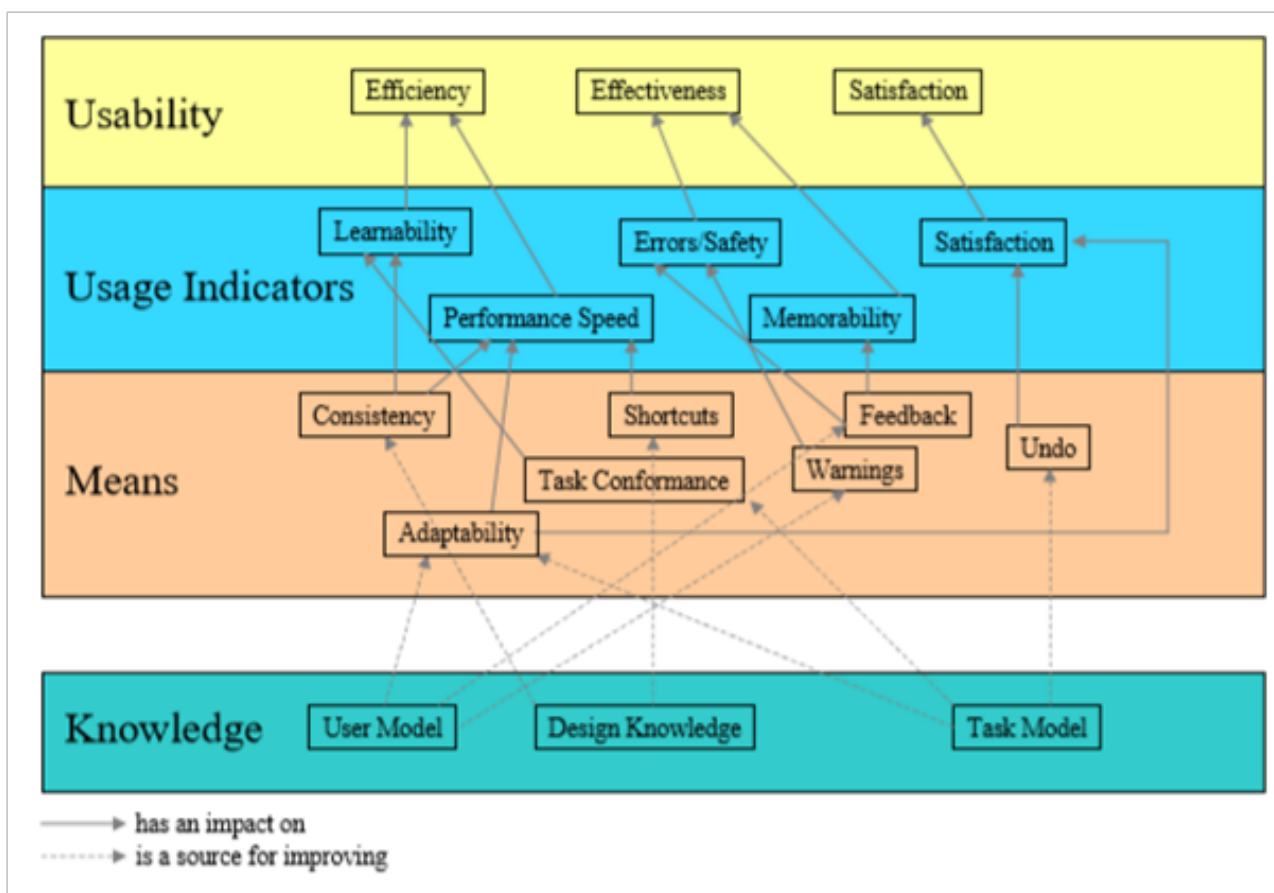 Usability
Efficiency
Effectiveness
Satisfaction
Usage Indicators
Learnability
Errors/Safety
Satisfaction
Performance Speed
Memorability
Means
Consistency
Shortcuts
Feedback
Undo
Task Conformance
Warnings
Adaptability
Knowledge
User Model
Design Knowledge
Task Model
has an impact on
is a source for improving